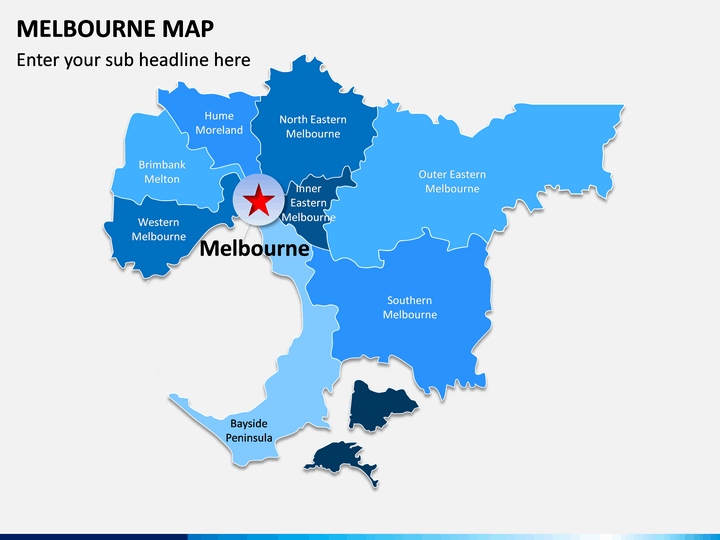 MELBOURNE MAP
Enter your sub headline here
Hume
Moreland
North Eastern
Melbourne
Brimbank
Melton
Outer Eastern
Melbourne
Inner
Eastern
Melbourne
Western
Melbourne
Melbourne
Southern
Melbourne
Bayside
Peninsula